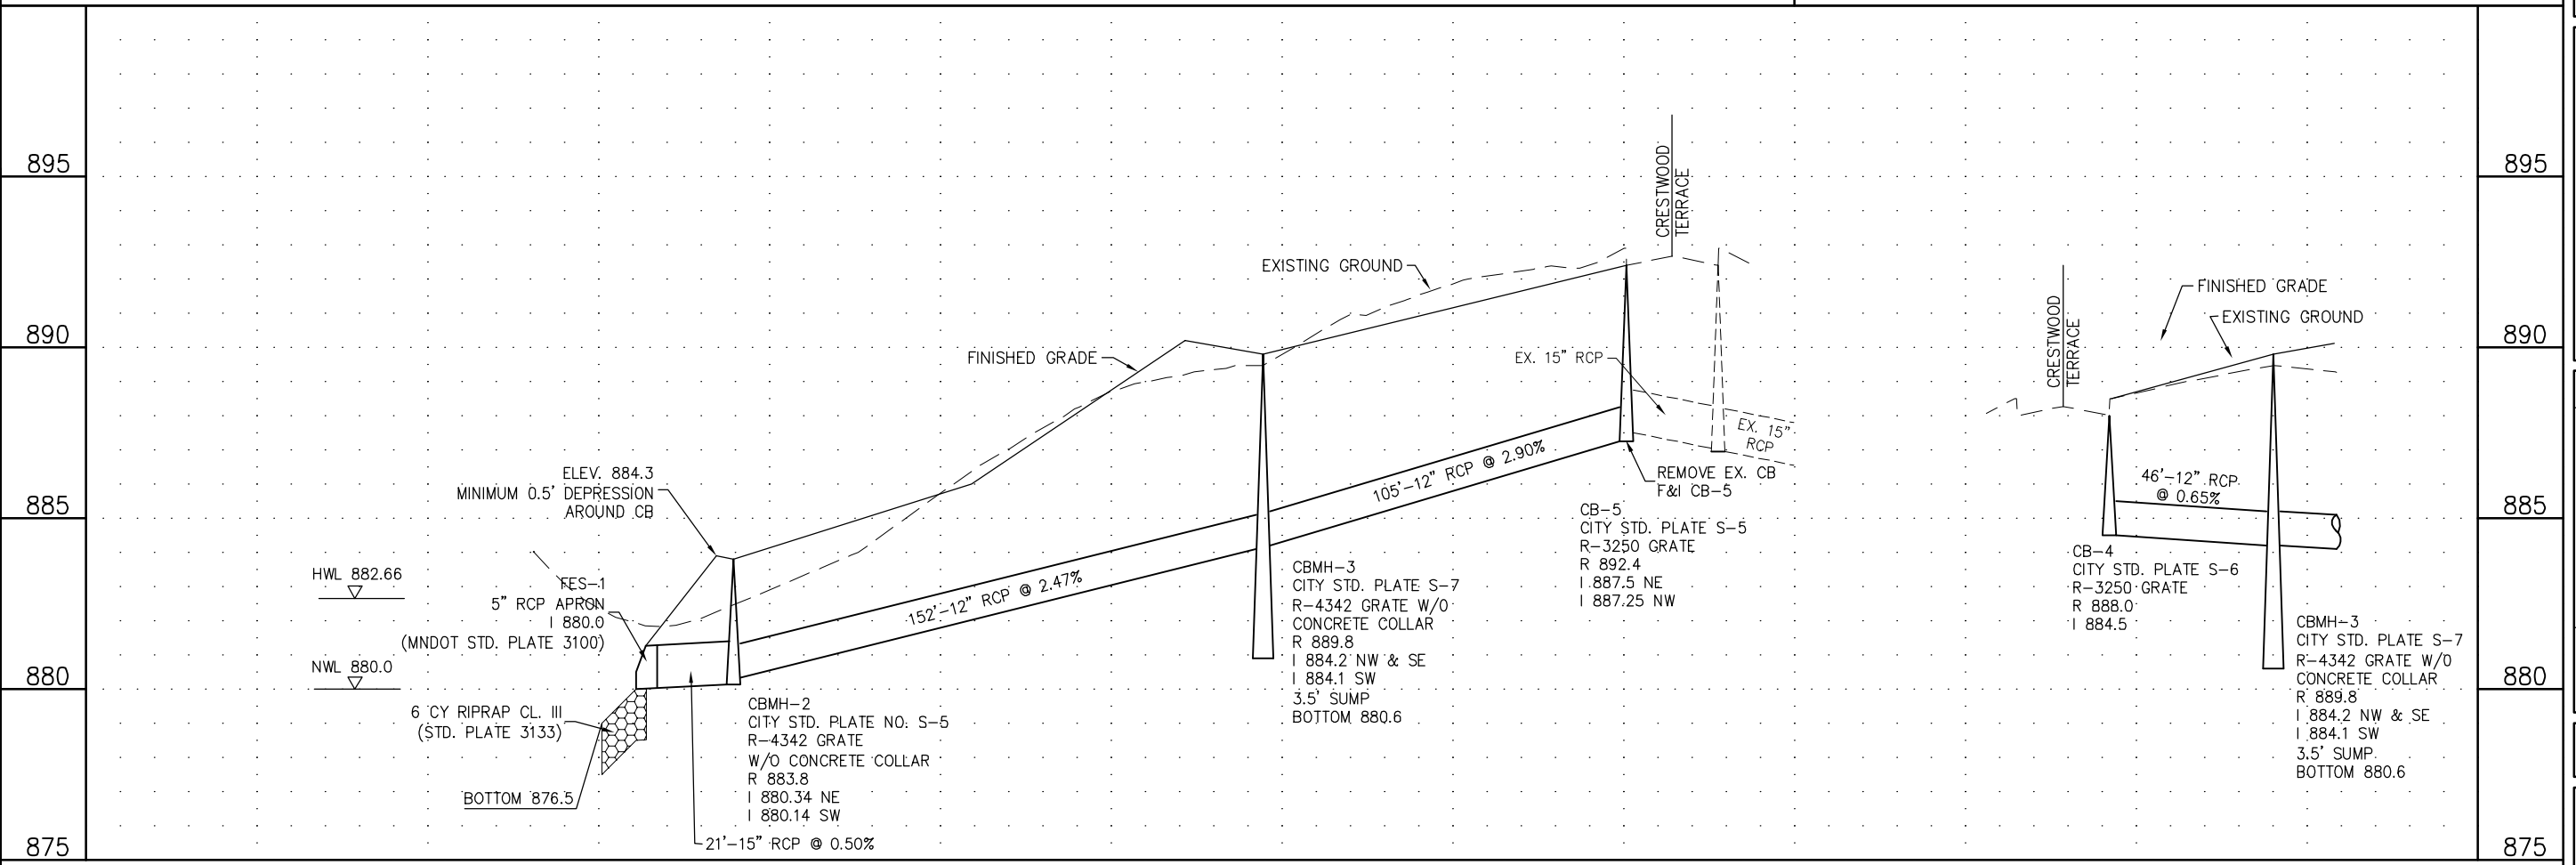 895
890
885
880
875
HWL 882.66
NWL 880.0
ELEV. 884.3
MINIMUM 0.5' DEPRESSION
AROUND CB
FES-1
5" RCP APRON
I 880.0
(MNDOT STD. PLATE 3100)
6 CY RIPRAP CL. III
(STD. PLATE 3133)
BOTTOM 876.5
21'-15" RCP @ 0.50%
CBMH-2
CITY STD. PLATE NO. S-5
R-4342 GRATE
W/O CONCRETE COLLAR
R 883.8
I 880.34 NE
I 880.14 SW
152'-12" RCP @ 2.47%
FINISHED GRADE
EXISTING GROUND
CBMH-3
CITY STD. PLATE S-7
R-4342 GRATE W/O
CONCRETE COLLAR
R 889.8
I 884.2 NW & SE
I 884.1 SW
3.5' SUMP
BOTTOM 880.6
105'-12" RCP @ 2.90%
EX. 15" RCP
CRESTWOOD
TERRACE
EX. 15"
RCP
REMOVE EX. CB
F&I CB-5
CB-5
CITY STD. PLATE S-5
R-3250 GRATE
R 892.4
I 887.5 NE
I 887.25 NW
CRESTWOOD
TERRACE
FINISHED GRADE
EXISTING GROUND
46'-12" RCP
@ 0.65%
CB-4
CITY STD. PLATE S-6
R-3250 GRATE
R 888.0
I 884.5
CBMH-3
CITY STD. PLATE S-7
R-4342 GRATE W/O
CONCRETE COLLAR
R 889.8
I 884.2 NW & SE
I 884.1 SW
3.5' SUMP
BOTTOM 880.6
895
890
885
880
875